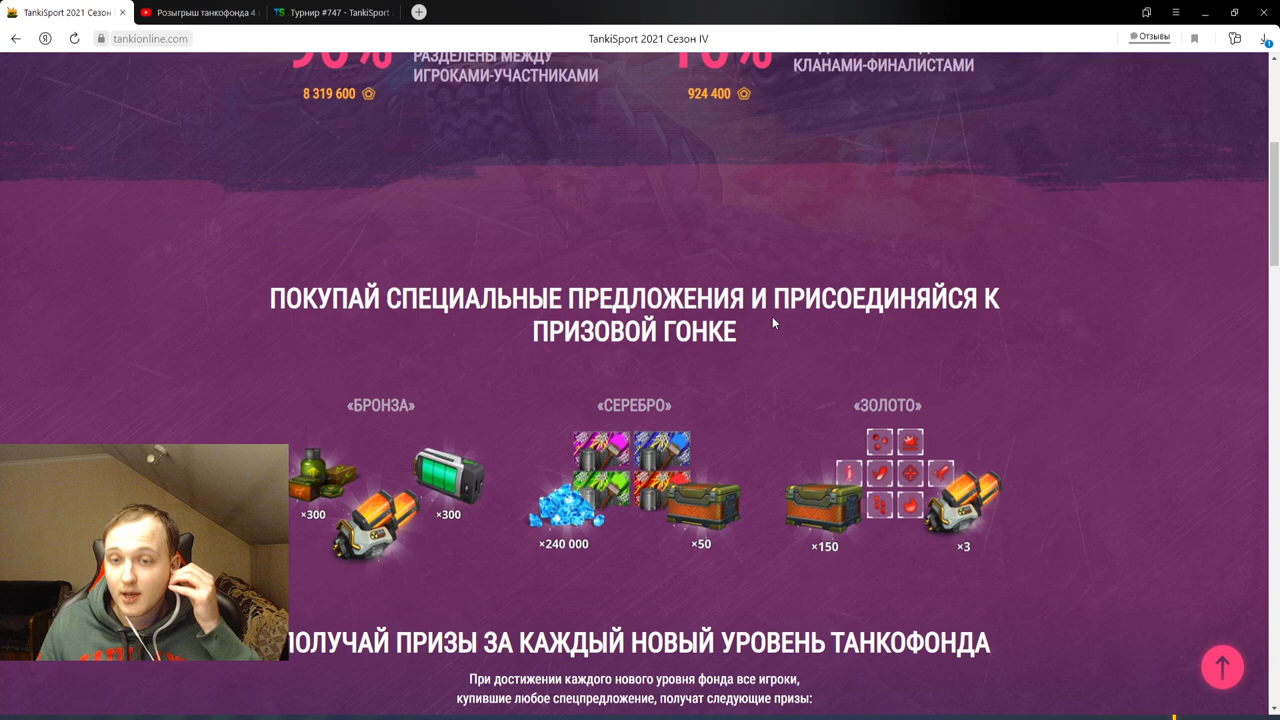 TankiSport 2021 Сезон
Розыгрыш танкофонда 4
Турнир #747 - TankiSport
tankionline.com
TankiSport 2021 Сезон IV
Отзывы
РАЗДЕЛЕНЫ МЕЖДУ
ИГРОКАМИ-УЧАСТНИКАМИ
8 319 600
КЛАНАМИ-ФИНАЛИСТАМИ
924 400
ПОКУПАЙ СПЕЦИАЛЬНЫЕ ПРЕДЛОЖЕНИЯ И ПРИСОЕДИНЯЙСЯ К
ПРИЗОВОЙ ГОНКЕ
«БРОНЗА»
«СЕРЕБРО»
«ЗОЛОТО»
×300
×300
×240 000
×50
×150
×3
ПОЛУЧАЙ ПРИЗЫ ЗА КАЖДЫЙ НОВЫЙ УРОВЕНЬ ТАНКОФОНДА
При достижении каждого нового уровня фонда все игроки,
купившие любое спецпредложение, получат следующие призы: